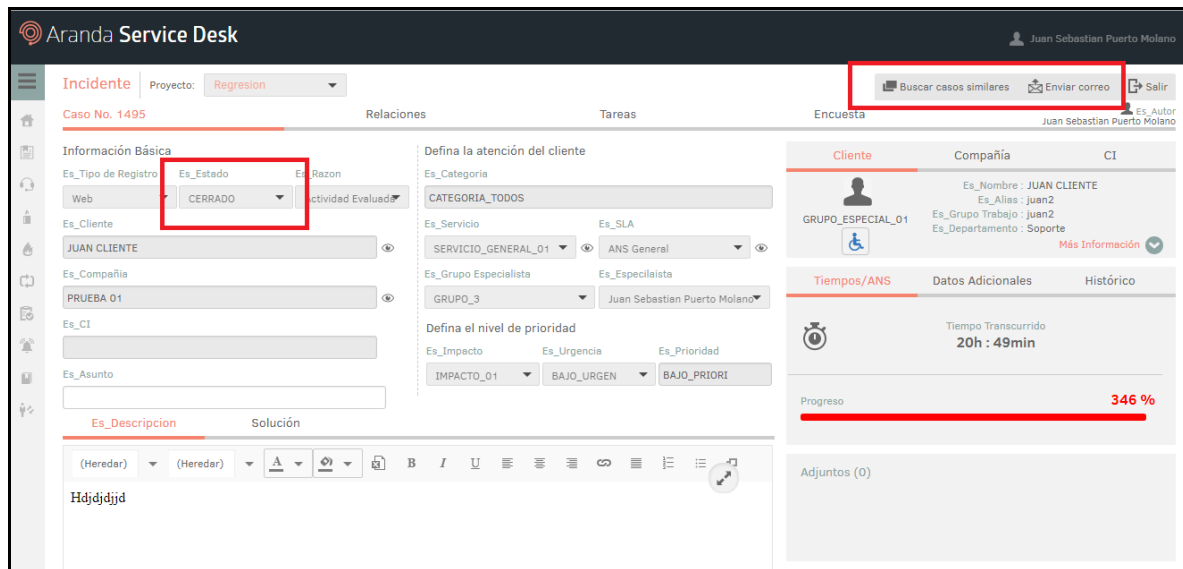 Aranda Service Desk
Juan Sebastian Puerto Molano
Incidente Proyecto: Regresion
Buscar casos similares Enviar correo Salir
Caso No. 1495 Relaciones Tareas Encuesta
Es_Autor
Juan Sebastian Puerto Molano
Información Básica
Es_Tipo de Registro Es_Estado Es_Razon
Web CERRADO Actividad Evaluada
Es_Cliente
JUAN CLIENTE
Es_Compañia
PRUEBA 01
Es_CI
Es_Asunto
Defina la atención del cliente
Es_Categoria
CATEGORIA_TODOS
Es_Servicio Es_SLA
SERVICIO_GENERAL_01 ANS General
Es_Grupo Especialista Es_Especilaista
GRUPO_3 Juan Sebastian Puerto Molano
Defina el nivel de prioridad
Es_Impacto Es_Urgencia Es_Prioridad
IMPACTO_01 BAJO_URGEN BAJO_PRIORI
Es_Descripcion Solución
(Heredar) (Heredar) A B I U
Hdjdjdjjd
Cliente Compañía CI
GRUPO_ESPECIAL_01
Es_Nombre : JUAN CLIENTE
Es_Alias : juan2
Es_Grupo Trabajo : juan2
Es_Departamento : Soporte
Más Información
Tiempos/ANS Datos Adicionales Histórico
Tiempo Transcurrido
20h : 49min
Progreso 346 %
Adjuntos (0)